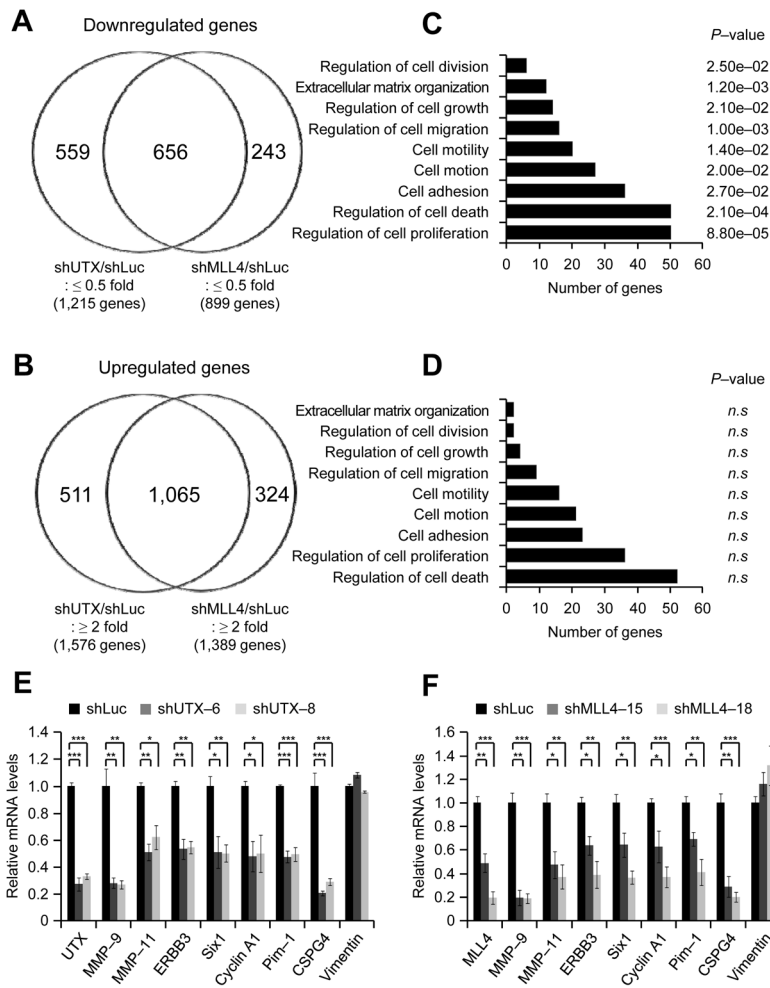 A
Downregulated genes
559
656
243
shUTX/shLuc
: ≤ 0.5 fold
(1,215 genes)
shMLL4/shLuc
: ≤ 0.5 fold
(899 genes)
C
P–value
Regulation of cell division 2.50e–02
Extracellular matrix organization 1.20e–03
Regulation of cell growth 2.10e–02
Regulation of cell migration 1.00e–03
Cell motility 1.40e–02
Cell motion 2.00e–02
Cell adhesion 2.70e–02
Regulation of cell death 2.10e–04
Regulation of cell proliferation 8.80e–05
0 10 20 30 40 50 60
Number of genes
B
Upregulated genes
511
1,065
324
shUTX/shLuc
: ≥ 2 fold
(1,576 genes)
shMLL4/shLuc
: ≥ 2 fold
(1,389 genes)
D
P–value
Extracellular matrix organization n.s
Regulation of cell division n.s
Regulation of cell growth n.s
Regulation of cell migration n.s
Cell motility n.s
Cell motion n.s
Cell adhesion n.s
Regulation of cell proliferation n.s
Regulation of cell death n.s
0 10 20 30 40 50 60
Number of genes
E
shLuc shUTX–6 shUTX–8
Relative mRNA levels
1.4
1.2
1.0
0.8
0.6
0.4
0.2
0
*** ** * ** ** * *** ***
*** ** ** ** * * *** ***
UTX MMP–9 MMP–11 ERBB3 Six1 Cyclin A1 Pim–1 CSPG4 Vimentin
F
shLuc shMLL4–15 shMLL4–18
Relative mRNA levels
1.6
1.4
1.2
1.0
0.8
0.6
0.4
0.2
0
*** *** ** ** ** *** ** ***
** ** * * * * * **
MLL4 MMP–9 MMP–11 ERBB3 Six1 Cyclin A1 Pim–1 CSPG4 Vimentin